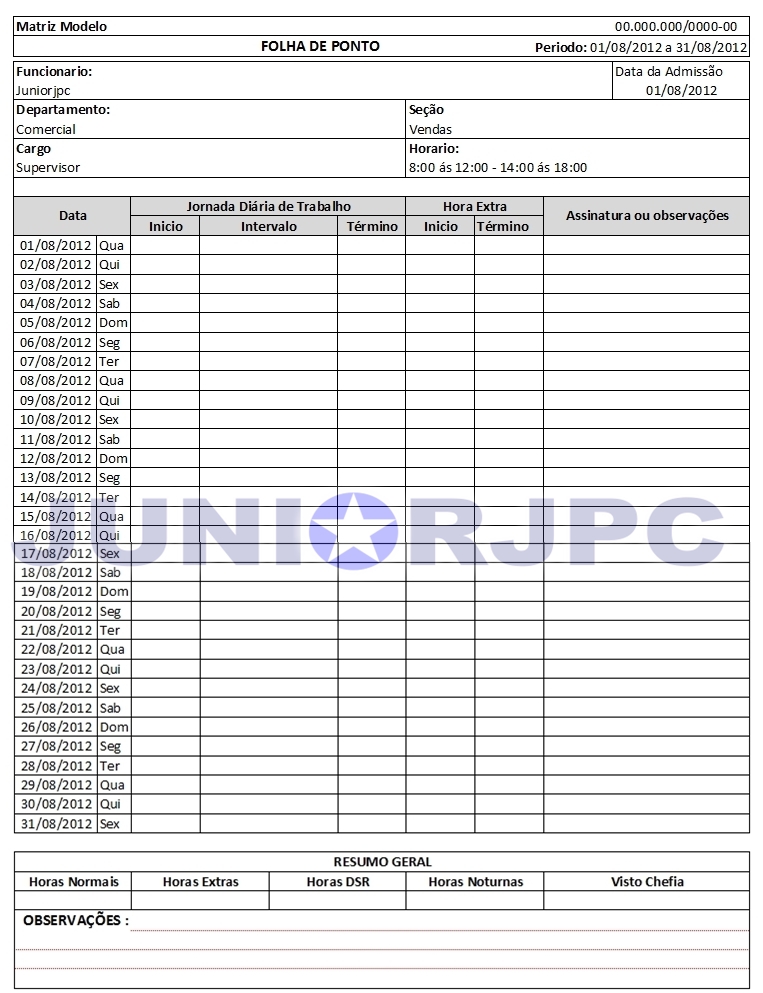 Matriz Modelo 00.000.000/0000-00
FOLHA DE PONTO Periodo: 01/08/2012 a 31/08/2012
Funcionario: Data da Admissão
Juniorjpc 01/08/2012
Departamento: Seção
Comercial Vendas
Cargo Horario:
Supervisor 8:00 ás 12:00 - 14:00 ás 18:00
Data Jornada Diária de Trabalho Hora Extra Assinatura ou observações
Inicio Intervalo Término Inicio Término
01/08/2012 Qua
02/08/2012 Qui
03/08/2012 Sex
04/08/2012 Sab
05/08/2012 Dom
06/08/2012 Seg
07/08/2012 Ter
08/08/2012 Qua
09/08/2012 Qui
10/08/2012 Sex
11/08/2012 Sab
12/08/2012 Dom
13/08/2012 Seg
14/08/2012 Ter
15/08/2012 Qua
16/08/2012 Qui
JUNIORJPC
17/08/2012 Sex
18/08/2012 Sab
19/08/2012 Dom
20/08/2012 Seg
21/08/2012 Ter
22/08/2012 Qua
23/08/2012 Qui
24/08/2012 Sex
25/08/2012 Sab
26/08/2012 Dom
27/08/2012 Seg
28/08/2012 Ter
29/08/2012 Qua
30/08/2012 Qui
31/08/2012 Sex
RESUMO GERAL
Horas Normais Horas Extras Horas DSR Horas Noturnas Visto Chefia
OBSERVAÇÕES :